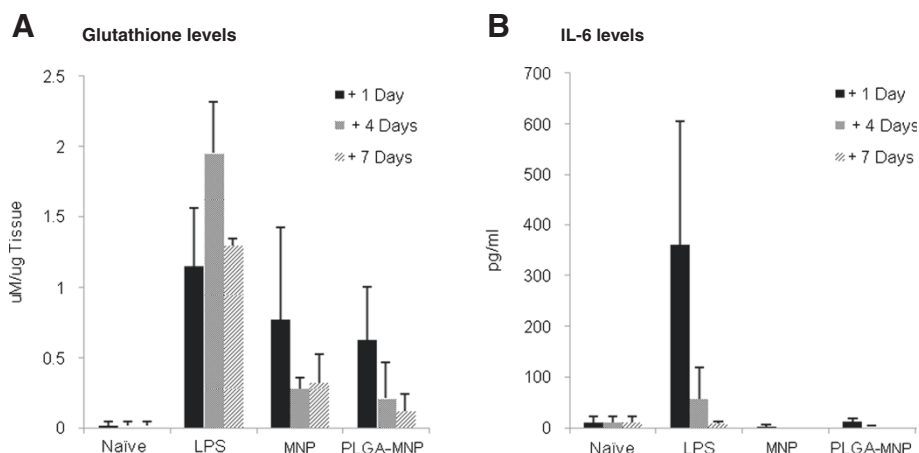 A Glutathione levels
2.5
2
1.5
1
0.5
0
uM/ug Tissue
+ 1 Day
+ 4 Days
+ 7 Days
Naïve LPS MNP PLGA-MNP
B IL-6 levels
700
600
500
400
300
200
100
0
pg/ml
+ 1 Day
+ 4 Days
+ 7 Days
Naïve LPS MNP PLGA-MNP